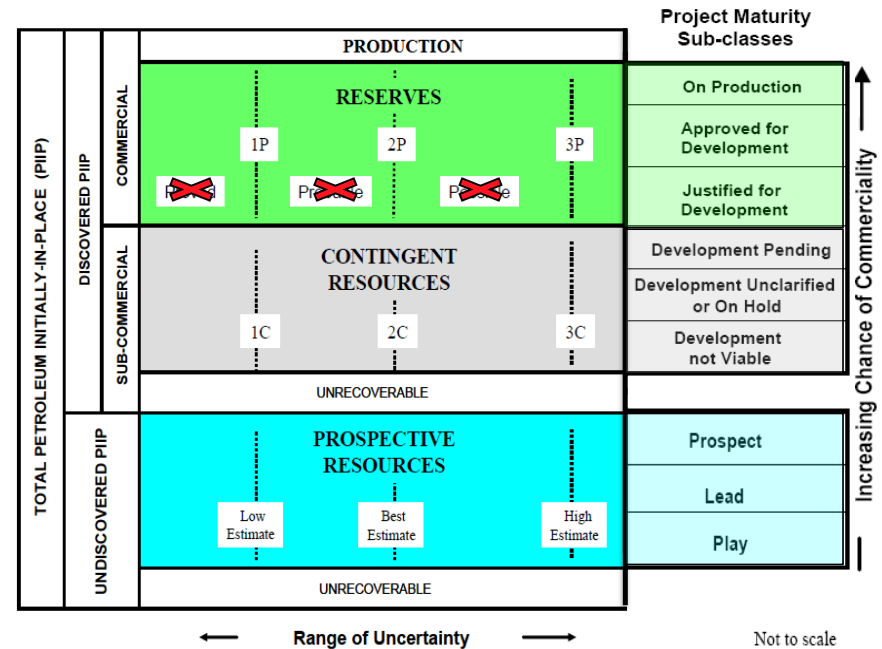 Project Maturity
Sub-classes
TOTAL PETROLEUM INITIALLY-IN-PLACE (PIIP)
DISCOVERED PIIP
COMMERCIAL
PRODUCTION
RESERVES
1P
2P
3P
On Production
Approved for
Development
Justified for
Development
SUB-COMMERCIAL
CONTINGENT
RESOURCES
1C
2C
3C
Development Pending
Development Unclarified
or On Hold
Development
not Viable
UNRECOVERABLE
UNDISCOVERED PIIP
PROSPECTIVE
RESOURCES
Low
Estimate
Best
Estimate
High
Estimate
Prospect
Lead
Play
UNRECOVERABLE
Increasing Chance of Commerciality
Range of Uncertainty
Not to scale